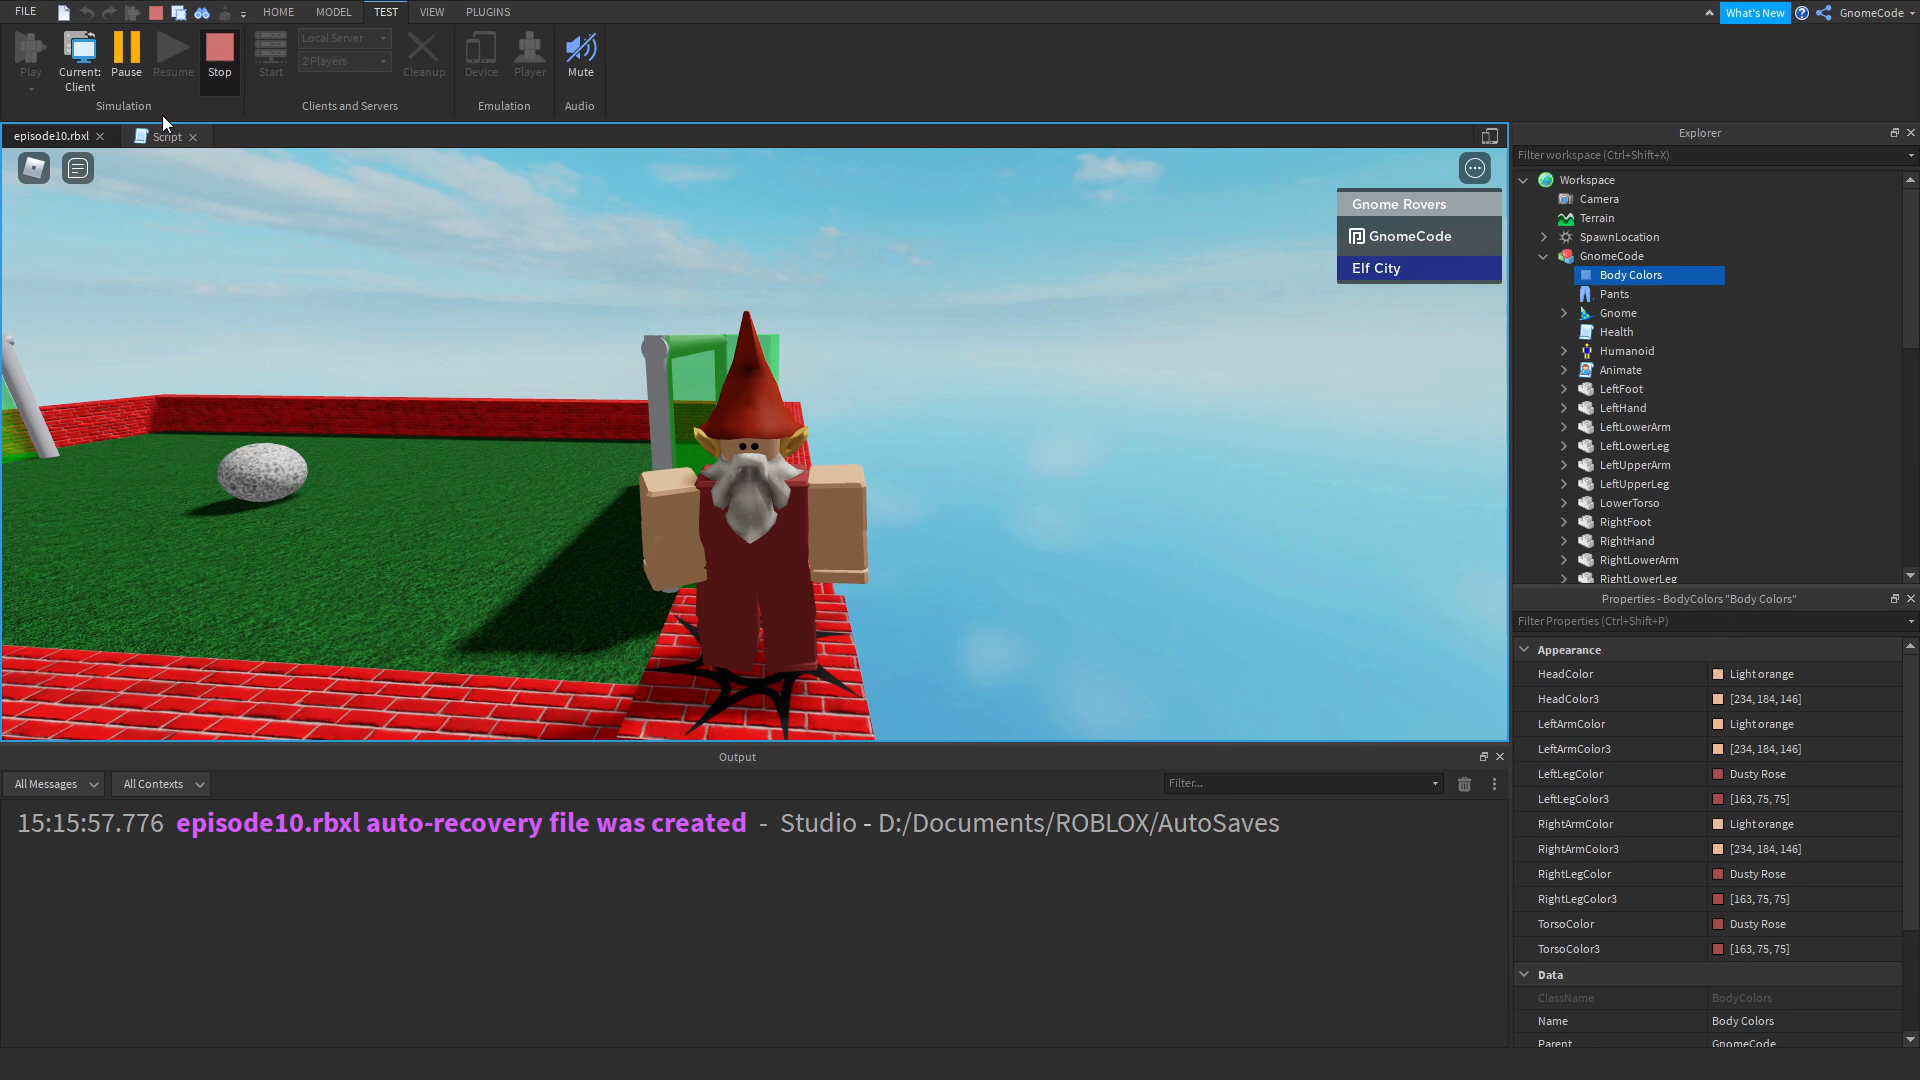 FILE
HOME
MODEL
TEST
VIEW
PLUGINS
What's New
GnomeCode
Play
Current:
Client
Pause
Resume
Stop
Start
Local Server
2 Players
Cleanup
Device
Player
Mute
Simulation
Clients and Servers
Emulation
Audio
episode10.rbxl
Script
Gnome Rovers
GnomeCode
Elf City
Explorer
Filter workspace (Ctrl+Shift+X)
Workspace
Camera
Terrain
SpawnLocation
GnomeCode
Body Colors
Pants
Gnome
Health
Humanoid
Animate
LeftFoot
LeftHand
LeftLowerArm
LeftLowerLeg
LeftUpperArm
LeftUpperLeg
LowerTorso
RightFoot
RightHand
RightLowerArm
RightLowerLeg
Properties - BodyColors "Body Colors"
Filter Properties (Ctrl+Shift+P)
Appearance
HeadColor Light orange
HeadColor3 [234, 184, 146]
LeftArmColor Light orange
LeftArmColor3 [234, 184, 146]
LeftLegColor Dusty Rose
LeftLegColor3 [163, 75, 75]
RightArmColor Light orange
RightArmColor3 [234, 184, 146]
RightLegColor Dusty Rose
RightLegColor3 [163, 75, 75]
TorsoColor Dusty Rose
TorsoColor3 [163, 75, 75]
Data
ClassName BodyColors
Name Body Colors
Parent GnomeCode
Output
All Messages
All Contexts
Filter...
15:15:57.776 episode10.rbxl auto-recovery file was created - Studio - D:/Documents/ROBLOX/AutoSaves